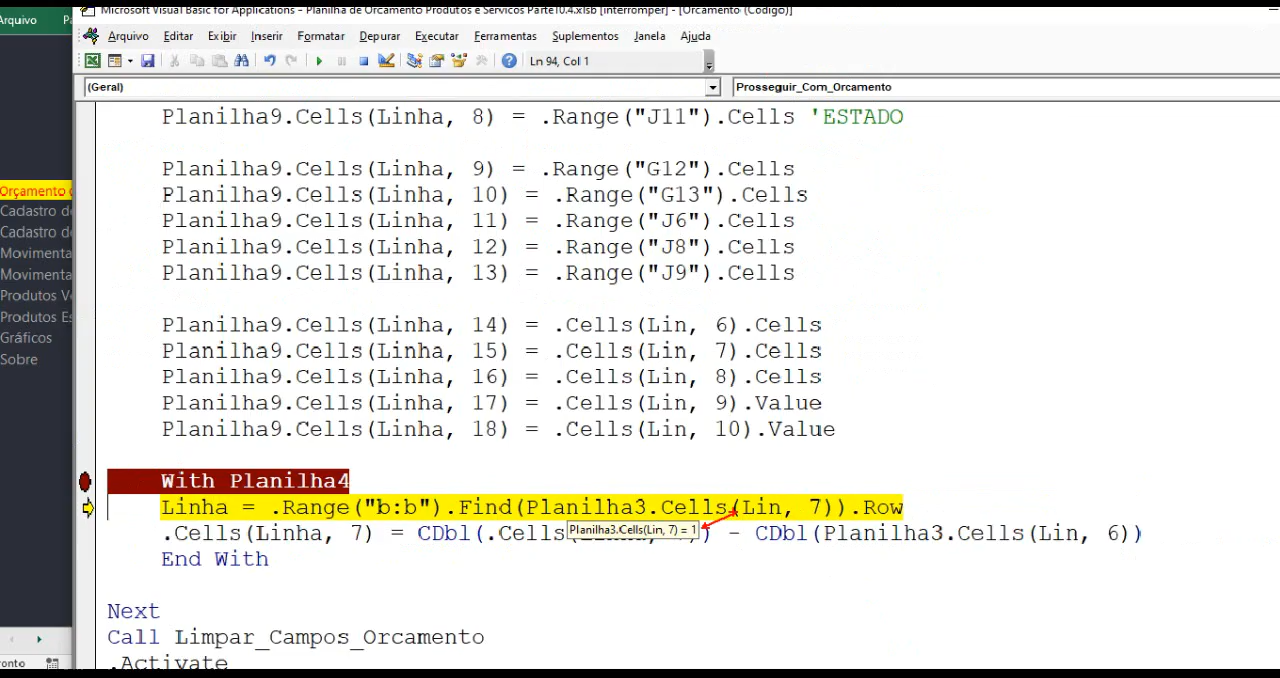 Arquivo
Microsoft Visual Basic for Applications - Planilha de Orcamento Produtos e Servicos Parte10.4.xlsb [interromper] - [Orcamento (Código)]
Arquivo Editar Exibir Inserir Formatar Depurar Executar Ferramentas Suplementos Janela Ajuda
Ln 94, Col 1
(Geral) Prosseguir_Com_Orcamento
Planilha9.Cells(Linha, 8) = .Range("J11").Cells 'ESTADO
Planilha9.Cells(Linha, 9) = .Range("G12").Cells
Planilha9.Cells(Linha, 10) = .Range("G13").Cells
Planilha9.Cells(Linha, 11) = .Range("J6").Cells
Planilha9.Cells(Linha, 12) = .Range("J8").Cells
Planilha9.Cells(Linha, 13) = .Range("J9").Cells
Planilha9.Cells(Linha, 14) = .Cells(Lin, 6).Cells
Planilha9.Cells(Linha, 15) = .Cells(Lin, 7).Cells
Planilha9.Cells(Linha, 16) = .Cells(Lin, 8).Cells
Planilha9.Cells(Linha, 17) = .Cells(Lin, 9).Value
Planilha9.Cells(Linha, 18) = .Cells(Lin, 10).Value
With Planilha4
Linha = .Range("b:b").Find(Planilha3.Cells(Lin, 7)).Row
Planilha3.Cells(Lin, 7) = 1
.Cells(Linha, 7) = CDbl(.Cells(Linha, 7)) - CDbl(Planilha3.Cells(Lin, 6))
End With
Next
Call Limpar_Campos_Orcamento
.Activate
Orçamento
Cadastro de
Cadastro de
Movimenta
Movimenta
Produtos Ve
Produtos Es
Gráficos
Sobre
onto